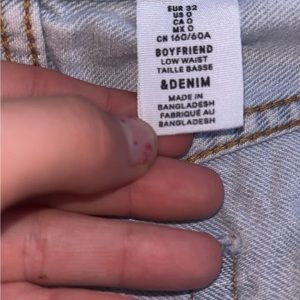 EUR 32
US 0
CA 0
MX 0
CN 160/60A
BOYFRIEND
LOW WAIST
TAILLE BASSE
&DENIM
MADE IN
BANGLADESH
FABRIQUÉ AU
BANGLADESH